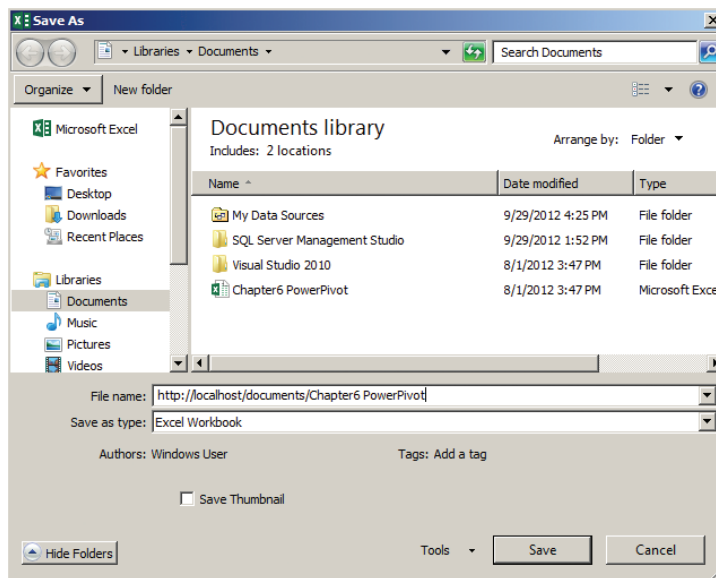 Save As
Libraries Documents
Search Documents
Organize New folder
Microsoft Excel
Favorites
Desktop
Downloads
Recent Places
Libraries
Documents
Music
Pictures
Videos
Documents library
Includes: 2 locations
Arrange by: Folder
Name Date modified Type
My Data Sources 9/29/2012 4:25 PM File folder
SQL Server Management Studio 9/29/2012 1:52 PM File folder
Visual Studio 2010 8/1/2012 3:47 PM File folder
Chapter6 PowerPivot 8/1/2012 3:47 PM Microsoft Exce
File name: http://localhost/documents/Chapter6 PowerPivot
Save as type: Excel Workbook
Authors: Windows User Tags: Add a tag
Save Thumbnail
Hide Folders Tools Save Cancel